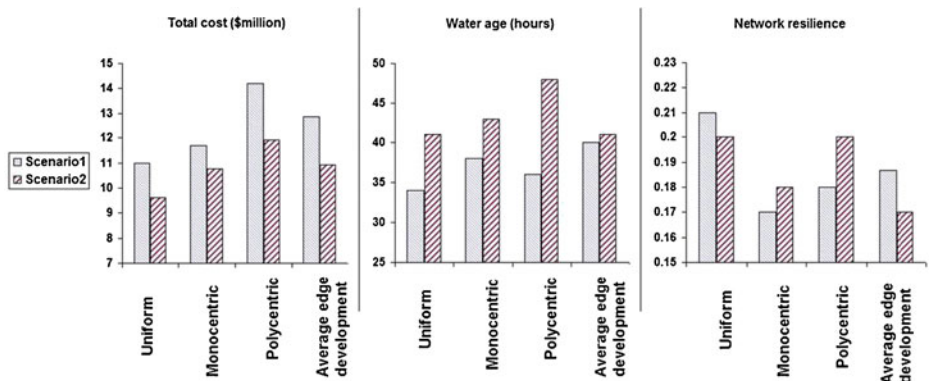 Total cost ($million)
Water age (hours)
Network resilience
Scenario1
Scenario2
15
14
13
12
11
10
9
8
7
Uniform
Monocentric
Polycentric
Average edge
development
50
45
40
35
30
25
Uniform
Monocentric
Polycentric
Average edge
development
0.23
0.22
0.21
0.2
0.19
0.18
0.17
0.16
0.15
Uniform
Monocentric
Polycentric
Average edge
development